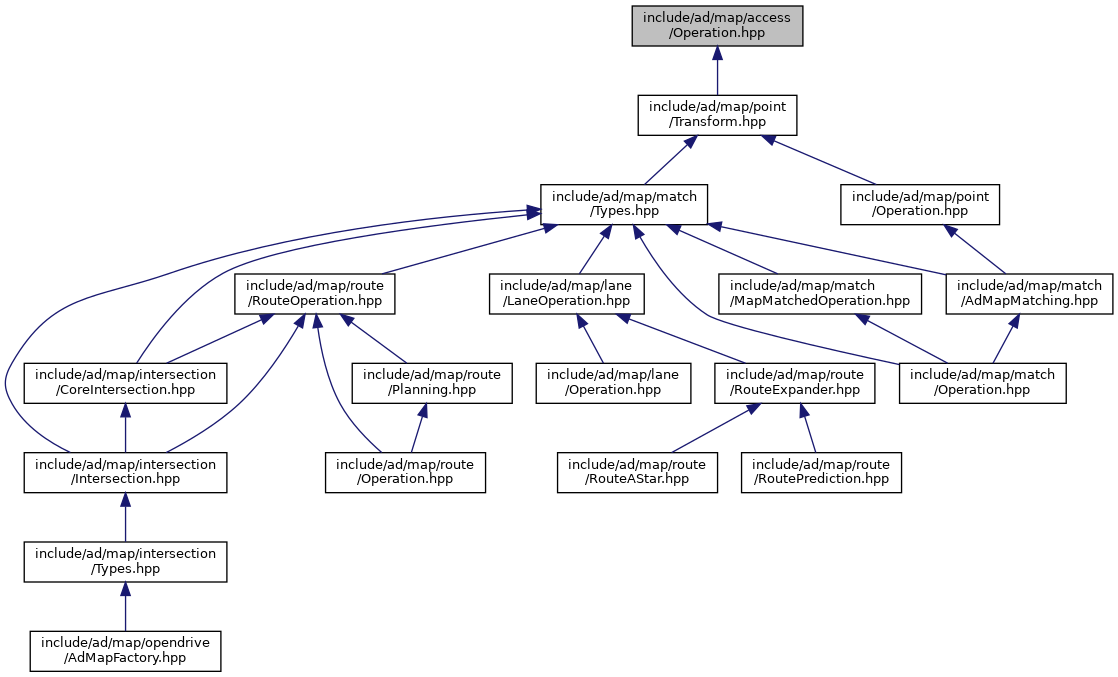 include/ad/map/access
/Operation.hpp
include/ad/map/point
/Transform.hpp
include/ad/map/match
/Types.hpp
include/ad/map/point
/Operation.hpp
include/ad/map/route
/RouteOperation.hpp
include/ad/map/lane
/LaneOperation.hpp
include/ad/map/match
/MapMatchedOperation.hpp
include/ad/map/match
/AdMapMatching.hpp
include/ad/map/intersection
/CoreIntersection.hpp
include/ad/map/route
/Planning.hpp
include/ad/map/lane
/Operation.hpp
include/ad/map/route
/RouteExpander.hpp
include/ad/map/match
/Operation.hpp
include/ad/map/intersection
/Intersection.hpp
include/ad/map/route
/Operation.hpp
include/ad/map/route
/RouteAStar.hpp
include/ad/map/route
/RoutePrediction.hpp
include/ad/map/intersection
/Types.hpp
include/ad/map/opendrive
/AdMapFactory.hpp